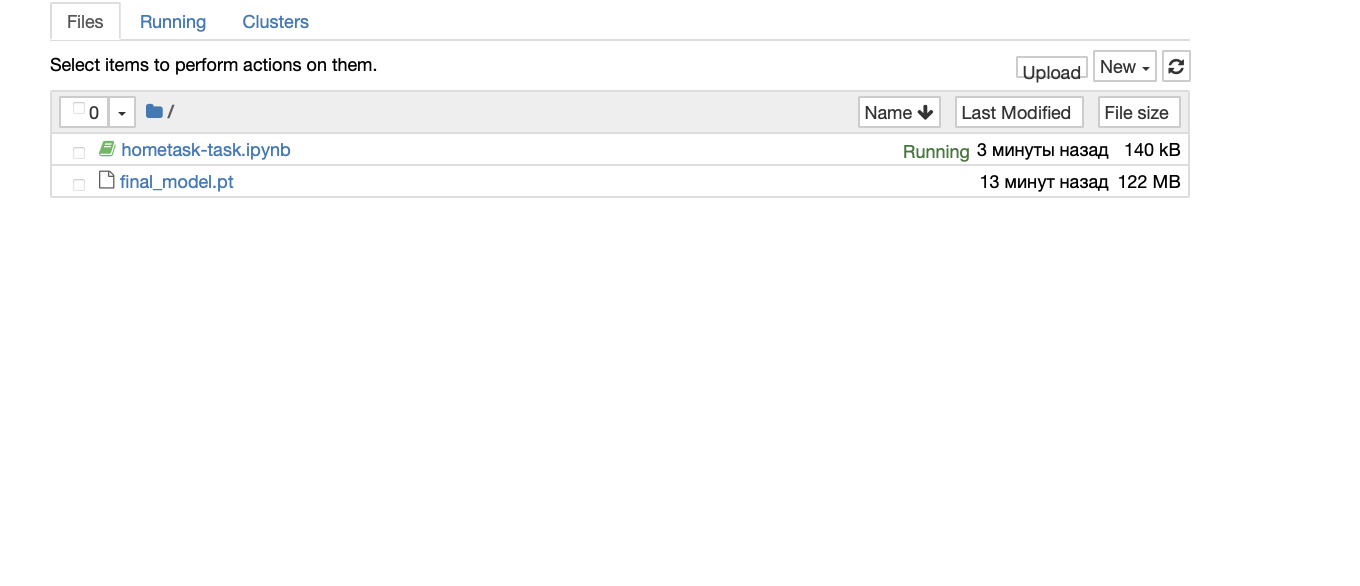 Files Running Clusters
Select items to perform actions on them. Upload New
0 / Name Last Modified File size
hometask-task.ipynb Running 3 минуты назад 140 kB
final_model.pt 13 минут назад 122 MB